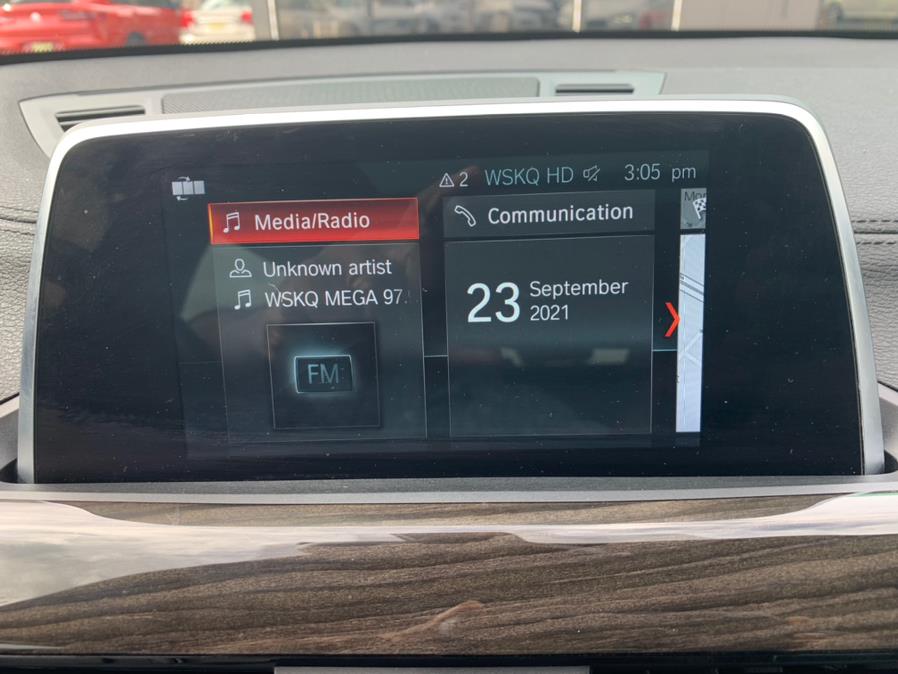 2 WSKQ HD 3:05 pm
Media/Radio
Unknown artist
WSKQ MEGA 97.
FM
Communication
23 September
2021